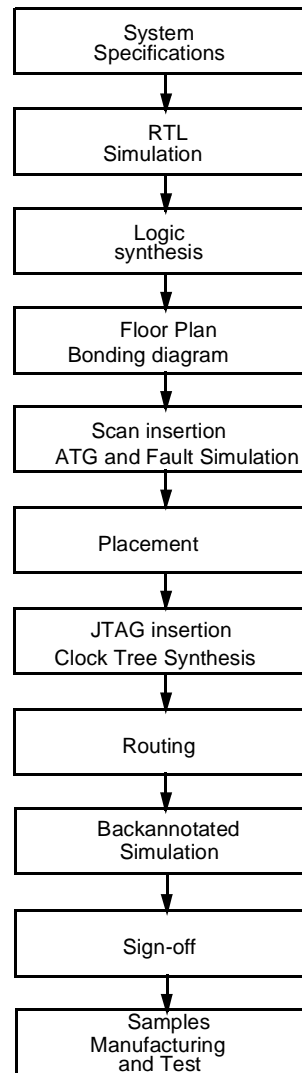 System
Specifications
RTL
Simulation
Logic
synthesis
Floor Plan
Bonding diagram
Scan insertion
ATG and Fault Simulation
Placement
JTAG insertion
Clock Tree Synthesis
Routing
Backannotated
Simulation
Sign-off
Samples
Manufacturing
and Test